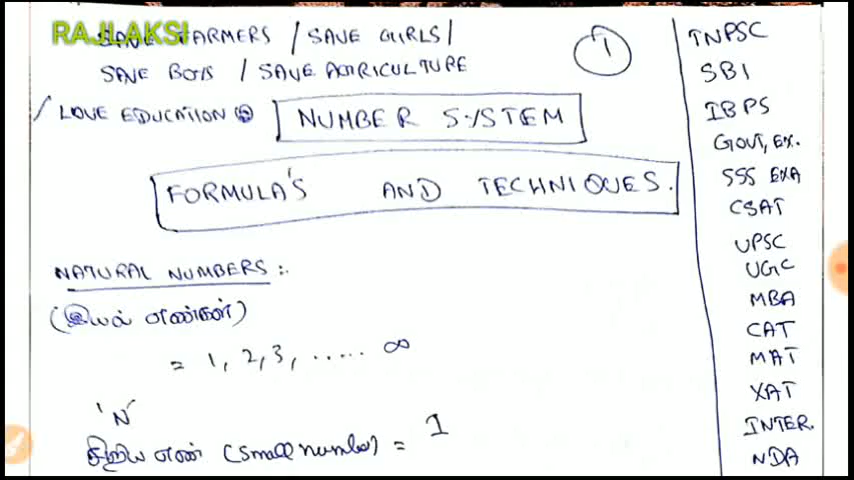 RAJLAKSI
SAVE FARMERS / SAVE GIRLS /
SAVE BOYS / SAVE AGRICULTURE
/ LOVE EDUCATION
1
NUMBER SYSTEM
FORMULA'S AND TECHNIQUES.
NATURAL NUMBERS :.
(இயல் எண்கள்)
= 1, 2, 3, ..... ∞
'N'
சிறிய எண் (small number) = 1
TNPSC
SBI
IBPS
GOVT, EX.
SSS EXA
CSAT
UPSC
UGC
MBA
CAT
MAT
XAT
INTER.
NDA